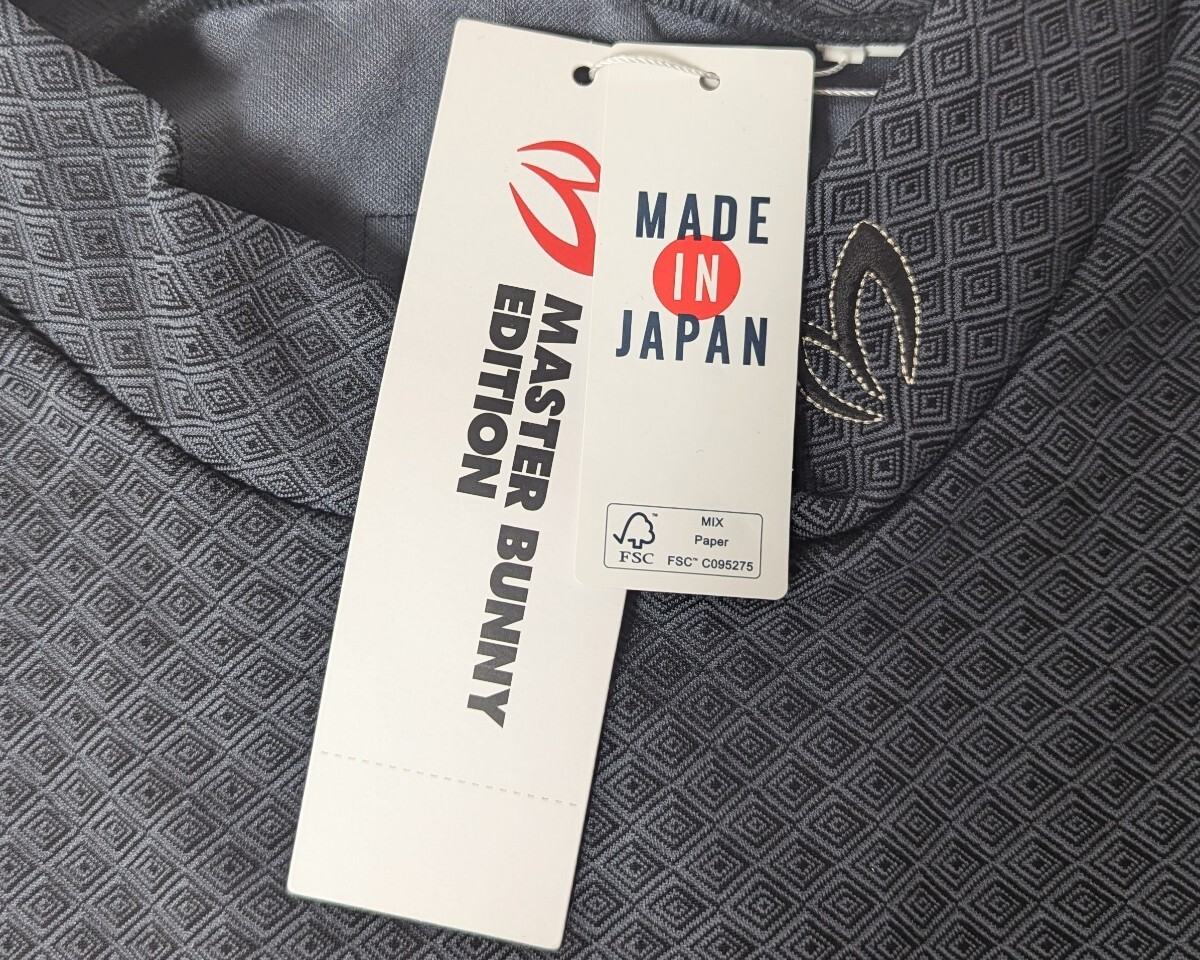 MASTER BUNNY
EDITION
MADE
IN
JAPAN
FSC
MIX
Paper
FSC™ C095275